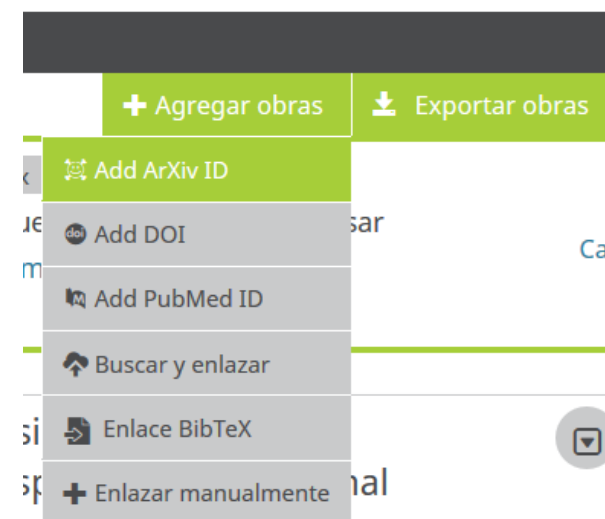 Agregar obras
Exportar obras
Add ArXiv ID
Add DOI
sar
Ca
Add PubMed ID
Buscar y enlazar
Enlace BibTeX
Enlazar manualmente
nal